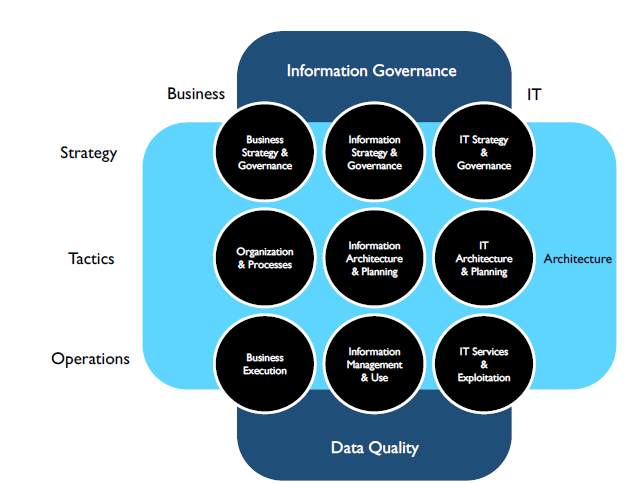 Information Governance
Business
IT
Strategy
Business
Strategy &
Governance
Information
Strategy &
Governance
IT Strategy
&
Governance
Tactics
Organization
& Processes
Information
Architecture
& Planning
IT
Architecture
& Planning
Architecture
Operations
Business
Execution
Information
Management
& Use
IT Services
&
Exploitation
Data Quality